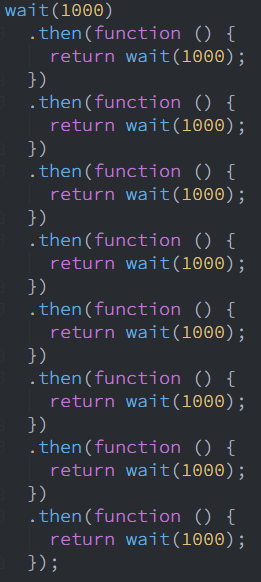 wait(1000)
  .then(function () {
    return wait(1000);
  })
  .then(function () {
    return wait(1000);
  })
  .then(function () {
    return wait(1000);
  })
  .then(function () {
    return wait(1000);
  })
  .then(function () {
    return wait(1000);
  })
  .then(function () {
    return wait(1000);
  })
  .then(function () {
    return wait(1000);
  })
  .then(function () {
    return wait(1000);
  });